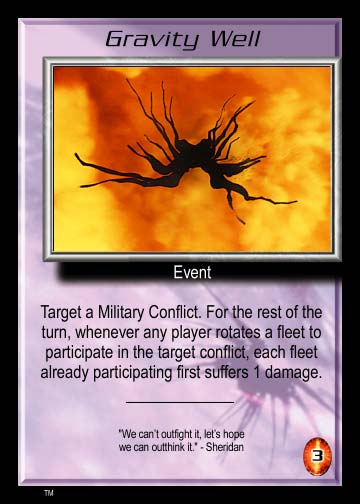 Gravity Well
Event
Target a Military Conflict. For the rest of the
turn, whenever any player rotates a fleet to
participate in the target conflict, each fleet
already participating first suffers 1 damage.
"We can't outfight it, let's hope
we can outthink it." - Sheridan
3
TM